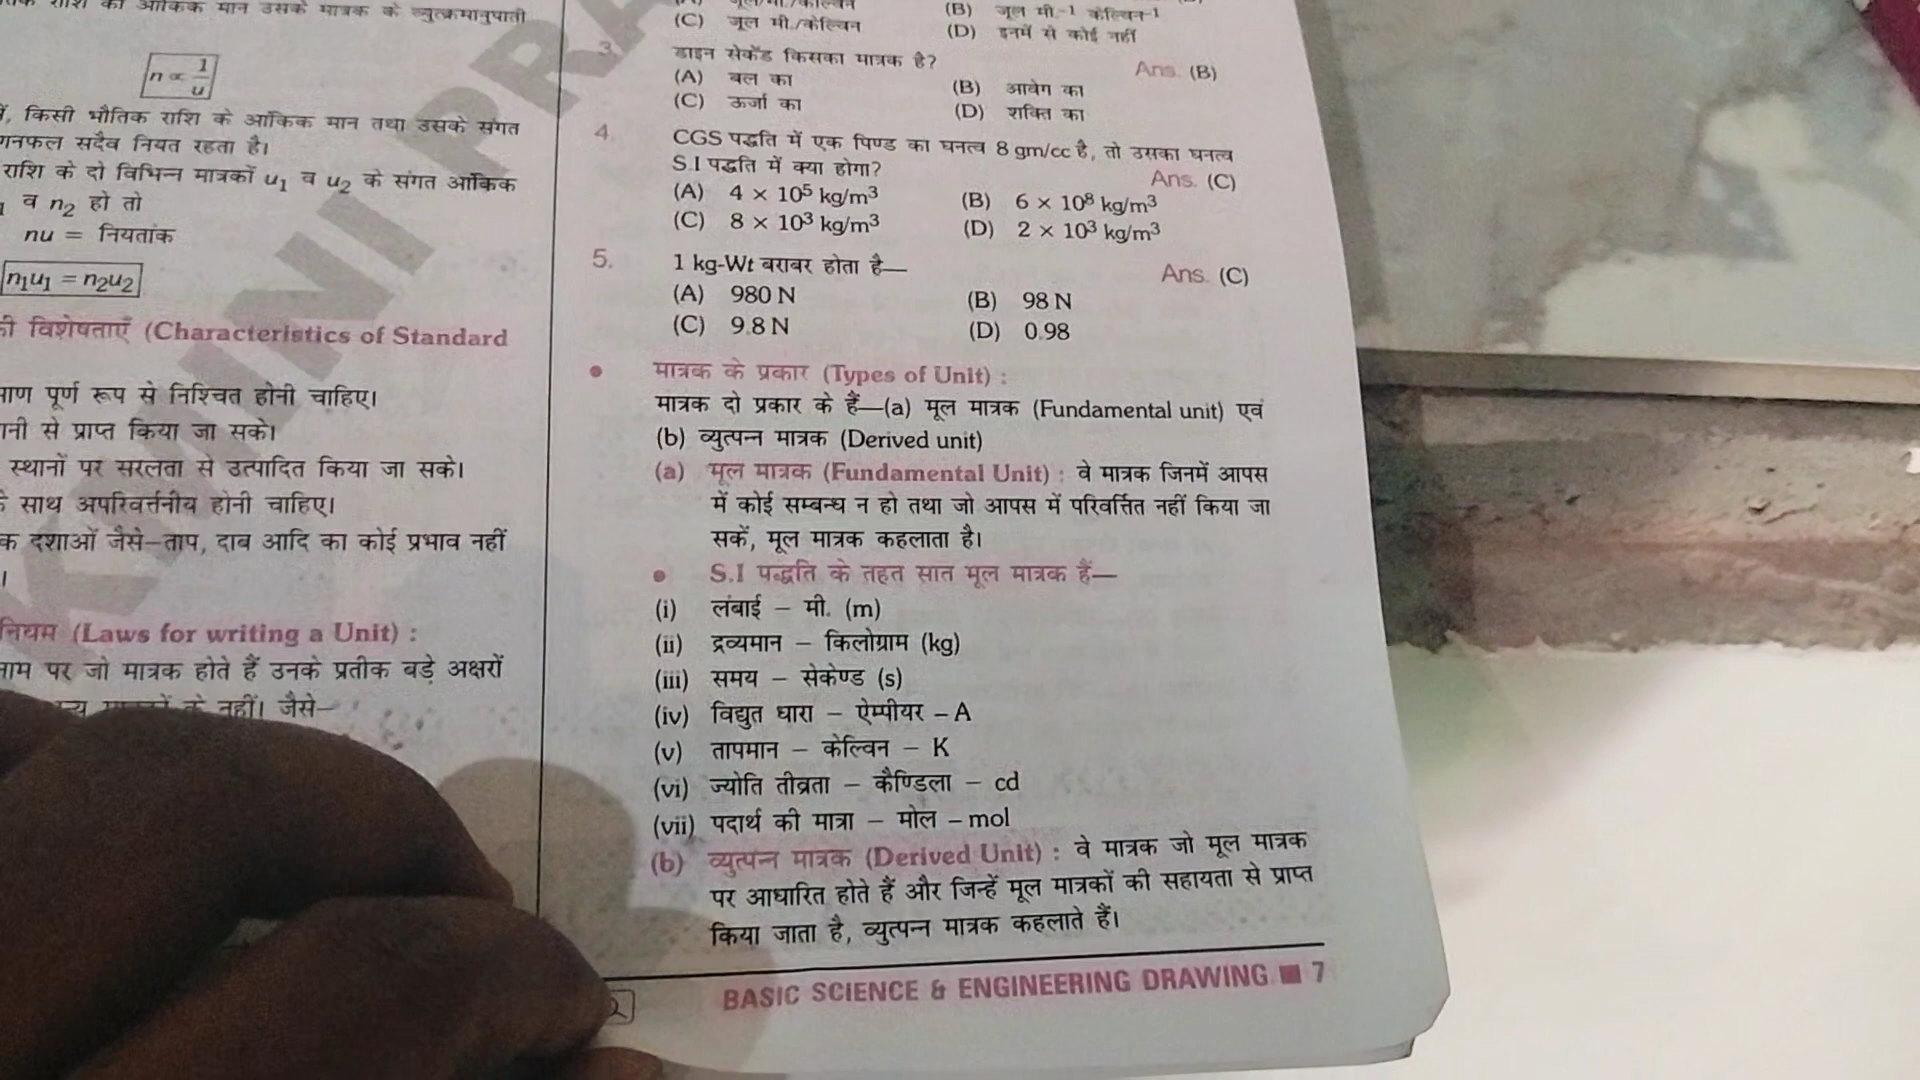 राशि का आंकिक मान उसके मात्रक के व्युत्क्रमानुपाती
n ∝ 1/u
किसी भौतिक राशि के आंकिक मान तथा उसके संगत
सदैव नियत रहता है।
राशि के दो विभिन्न मात्रकों u₁ व u₂ के संगत आंकिक
व n₂ हो तो
nu = नियतांक
n₁u₁ = n₂u₂
विशेषताएँ (Characteristics of Standard
पूर्ण रूप से निश्चित होनी चाहिए।
से प्राप्त किया जा सके।
स्थानों पर सरलता से उत्पादित किया जा सके।
साथ अपरिवर्त्तनीय होनी चाहिए।
दशाओं जैसे–ताप, दाब आदि का कोई प्रभाव नहीं
।
नियम (Laws for writing a Unit) :
पर जो मात्रक होते हैं उनके प्रतीक बड़े अक्षरों
के नहीं। जैसे–
(B) जूल मी.⁻¹ केल्विन⁻¹
(C) जूल मी./केल्विन
(D) इनमें से कोई नहीं
3. डाइन सेकेंड किसका मात्रक है?
Ans. (B)
(A) बल का
(B) आवेग का
(C) ऊर्जा का
(D) शक्ति का
4. CGS पद्धति में एक पिण्ड का घनत्व 8 gm/cc है, तो उसका घनत्व
S.I पद्धति में क्या होगा?
Ans. (C)
(A) 4 × 10⁵ kg/m³
(B) 6 × 10⁸ kg/m³
(C) 8 × 10³ kg/m³
(D) 2 × 10³ kg/m³
5. 1 kg-Wt बराबर होता है—
Ans. (C)
(A) 980 N
(B) 98 N
(C) 9.8 N
(D) 0.98
• मात्रक के प्रकार (Types of Unit) :
मात्रक दो प्रकार के हैं—(a) मूल मात्रक (Fundamental unit) एवं
(b) व्युत्पन्न मात्रक (Derived unit)
(a) मूल मात्रक (Fundamental Unit) : वे मात्रक जिनमें आपस
में कोई सम्बन्ध न हो तथा जो आपस में परिवर्त्तित नहीं किया जा
सकें, मूल मात्रक कहलाता है।
• S.I पद्धति के तहत सात मूल मात्रक हैं—
(i) लंबाई – मी. (m)
(ii) द्रव्यमान – किलोग्राम (kg)
(iii) समय – सेकेण्ड (s)
(iv) विद्युत धारा – ऐम्पीयर – A
(v) तापमान – केल्विन – K
(vi) ज्योति तीव्रता – कैण्डिला – cd
(vii) पदार्थ की मात्रा – मोल – mol
(b) व्युत्पन्न मात्रक (Derived Unit) : वे मात्रक जो मूल मात्रक
पर आधारित होते हैं और जिन्हें मूल मात्रकों की सहायता से प्राप्त
किया जाता है, व्युत्पन्न मात्रक कहलाते हैं।
BASIC SCIENCE & ENGINEERING DRAWING ■ 7